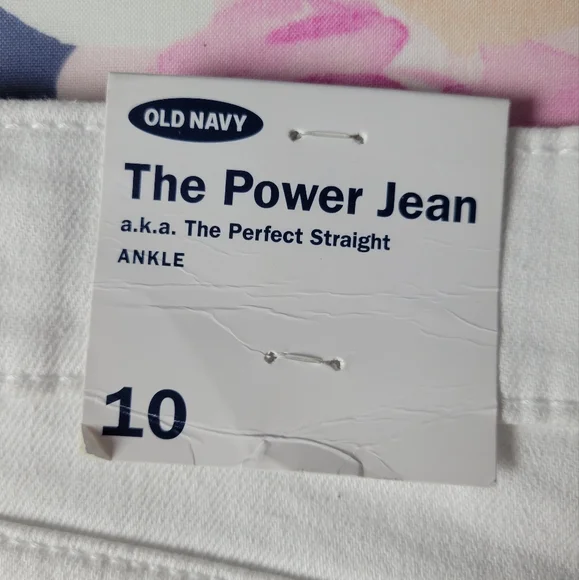 OLD NAVY
The Power Jean
a.k.a. The Perfect Straight
ANKLE
10